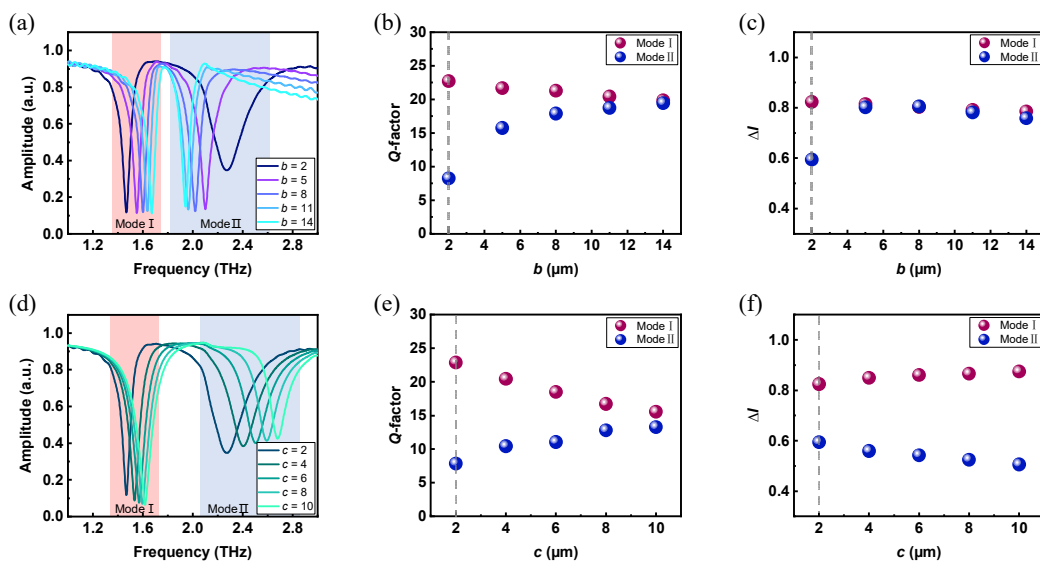 (a)
1.0
0.8
0.6
0.4
0.2
0.0
Amplitude (a.u.)
b = 2
b = 5
b = 8
b = 11
b = 14
Mode Ⅰ
Mode Ⅱ
1.2 1.6 2.0 2.4 2.8
Frequency (THz)
(b)
30
25
20
15
10
5
0
Q-factor
Mode Ⅰ
Mode Ⅱ
2 4 6 8 10 12 14
b (μm)
(c)
1.0
0.8
0.6
0.4
ΔI
Mode Ⅰ
Mode Ⅱ
2 4 6 8 10 12 14
b (μm)
(d)
1.0
0.8
0.6
0.4
0.2
0.0
Amplitude (a.u.)
c = 2
c = 4
c = 6
c = 8
c = 10
Mode Ⅰ
Mode Ⅱ
1.2 1.6 2.0 2.4 2.8
Frequency (THz)
(e)
30
25
20
15
10
5
0
Q-factor
Mode Ⅰ
Mode Ⅱ
2 4 6 8 10
c (μm)
(f)
1.0
0.8
0.6
0.4
ΔI
Mode Ⅰ
Mode Ⅱ
2 4 6 8 10
c (μm)